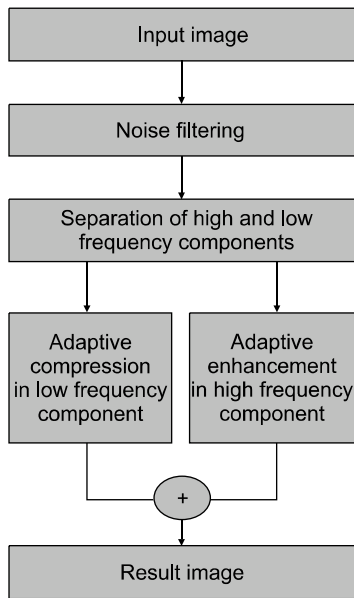 Input image
Noise filtering
Separation of high and low
frequency components
Adaptive
compression
in low frequency
component
Adaptive
enhancement
in high frequency
component
+
Result image